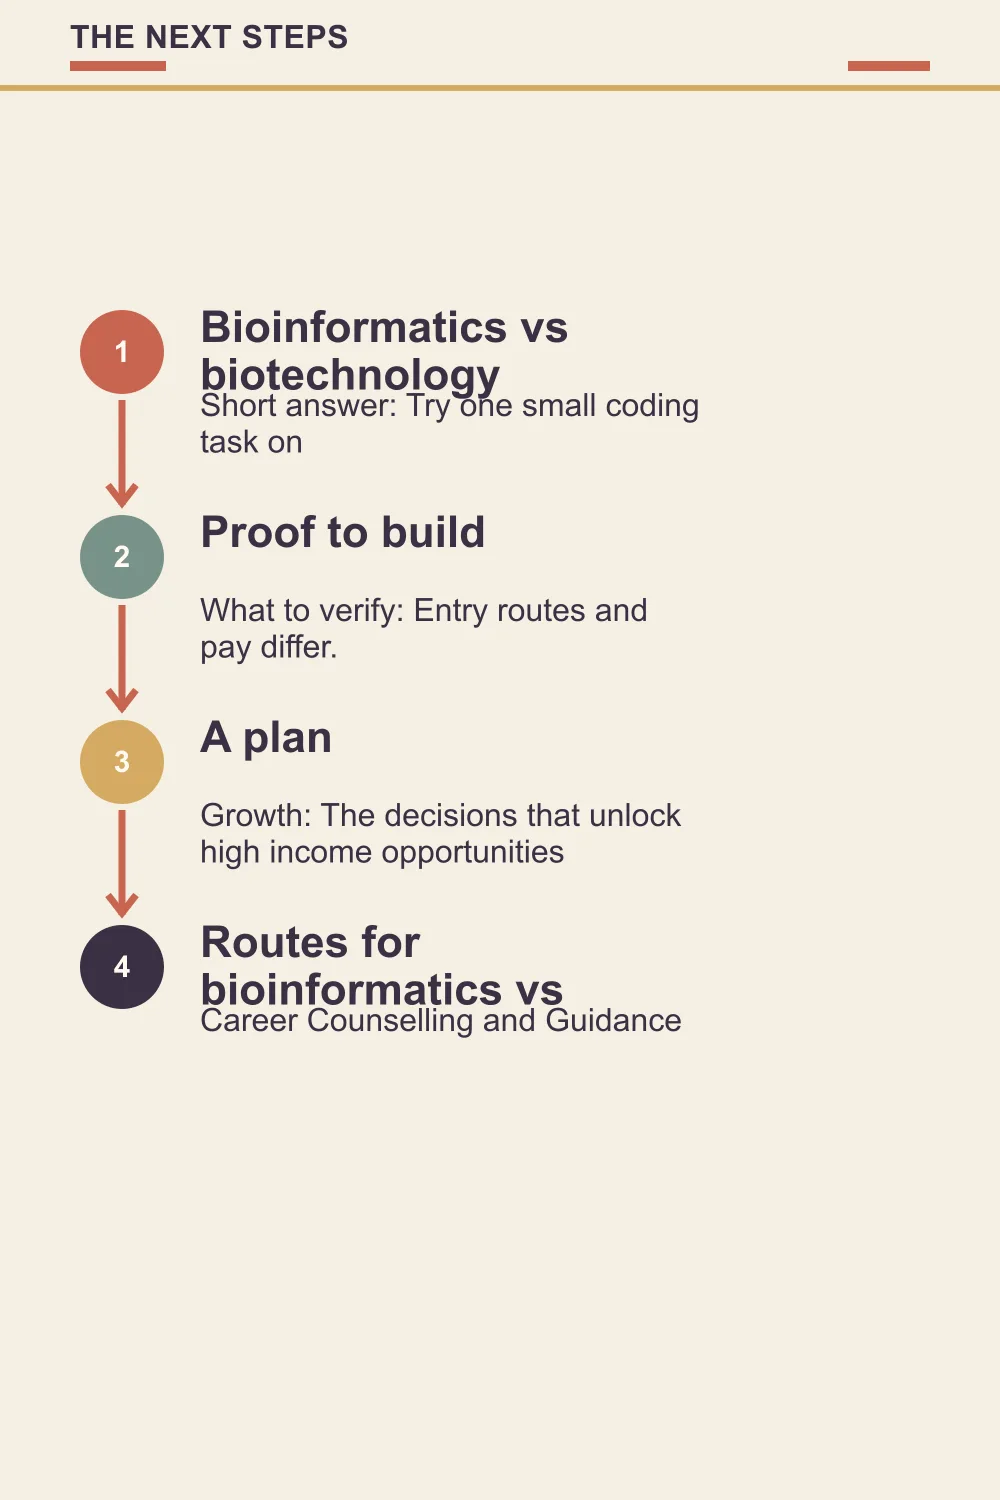 THE NEXT STEPS
1
Bioinformatics vs
biotechnology
Short answer: Try one small coding
task on
2
Proof to build
What to verify: Entry routes and
pay differ.
3
A plan
Growth: The decisions that unlock
high income opportunities
4
Routes for
bioinformatics vs
Career Counselling and Guidance